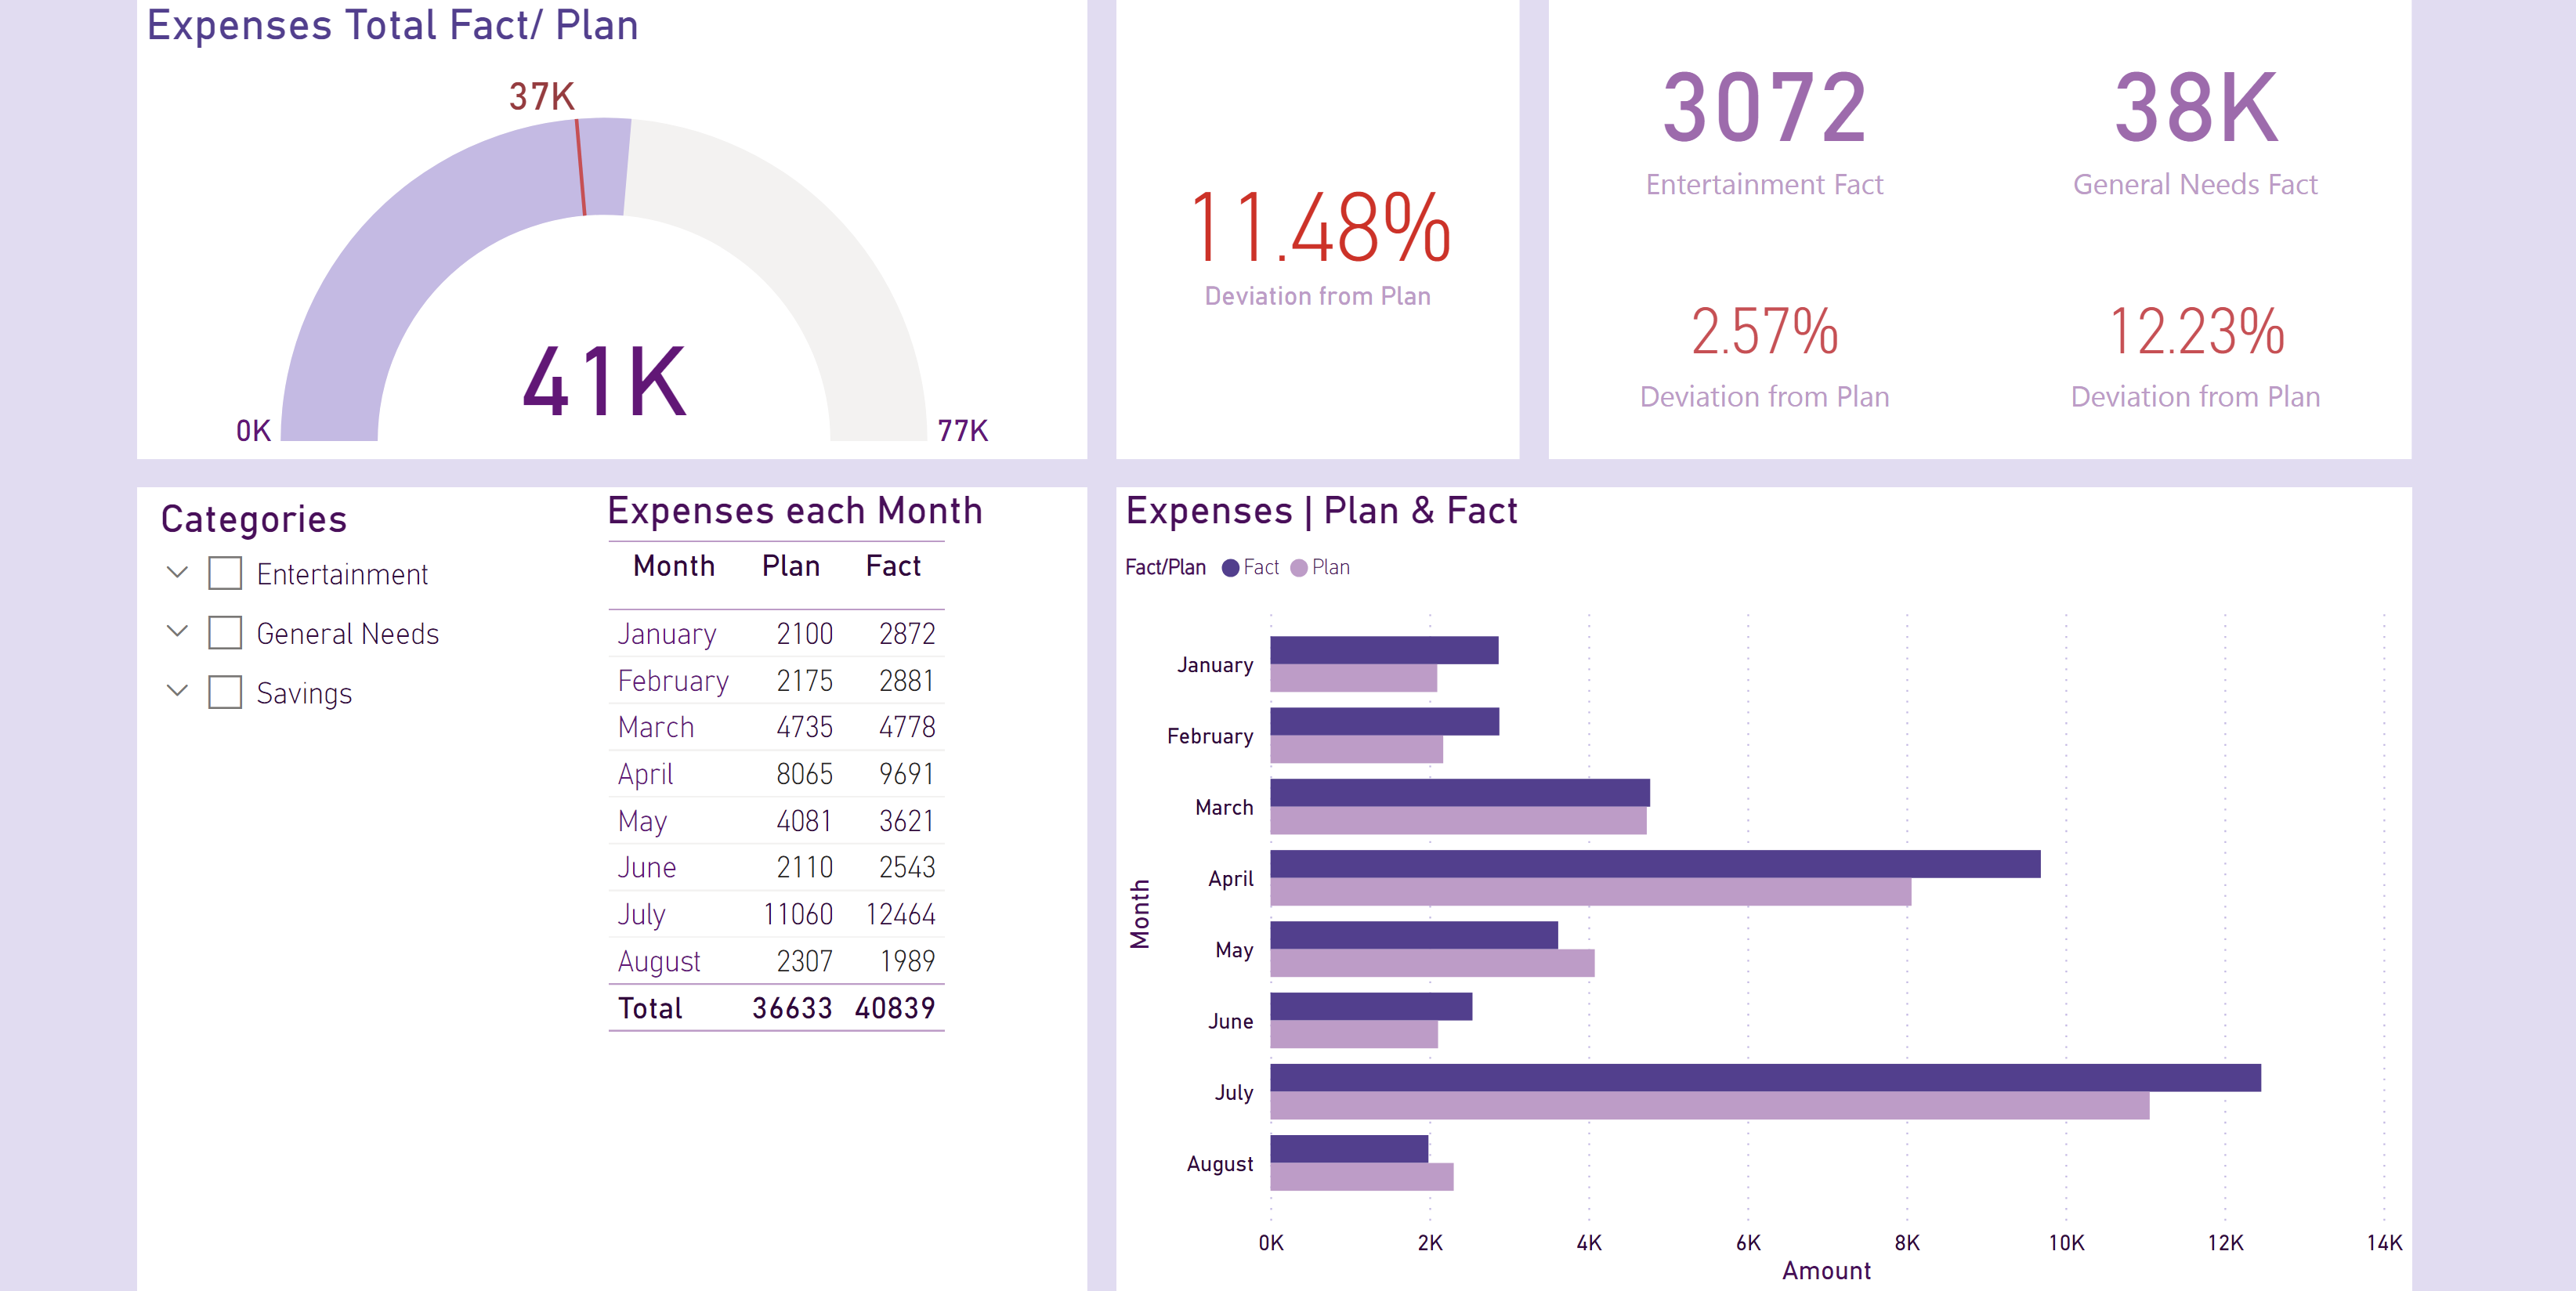 Expenses Total Fact/ Plan
37K
41K
0K
77K
11.48%
Deviation from Plan
3072
Entertainment Fact
38K
General Needs Fact
2.57%
Deviation from Plan
12.23%
Deviation from Plan
Categories
Entertainment
General Needs
Savings
Expenses each Month
Month Plan Fact
January 2100 2872
February 2175 2881
March 4735 4778
April 8065 9691
May 4081 3621
June 2110 2543
July 11060 12464
August 2307 1989
Total 36633 40839
Expenses | Plan & Fact
Fact/Plan Fact Plan
Month
January
February
March
April
May
June
July
August
0K 2K 4K 6K 8K 10K 12K 14K
Amount